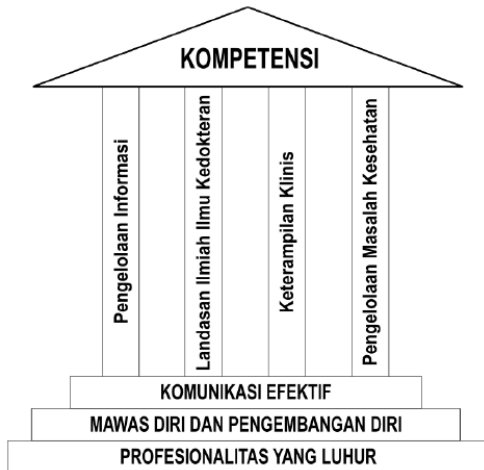 KOMPETENSI
Pengelolaan Informasi
Landasan Ilmiah Ilmu Kedokteran
Keterampilan Klinis
Pengelolaan Masalah Kesehatan
KOMUNIKASI EFEKTIF
MAWAS DIRI DAN PENGEMBANGAN DIRI
PROFESIONALITAS YANG LUHUR